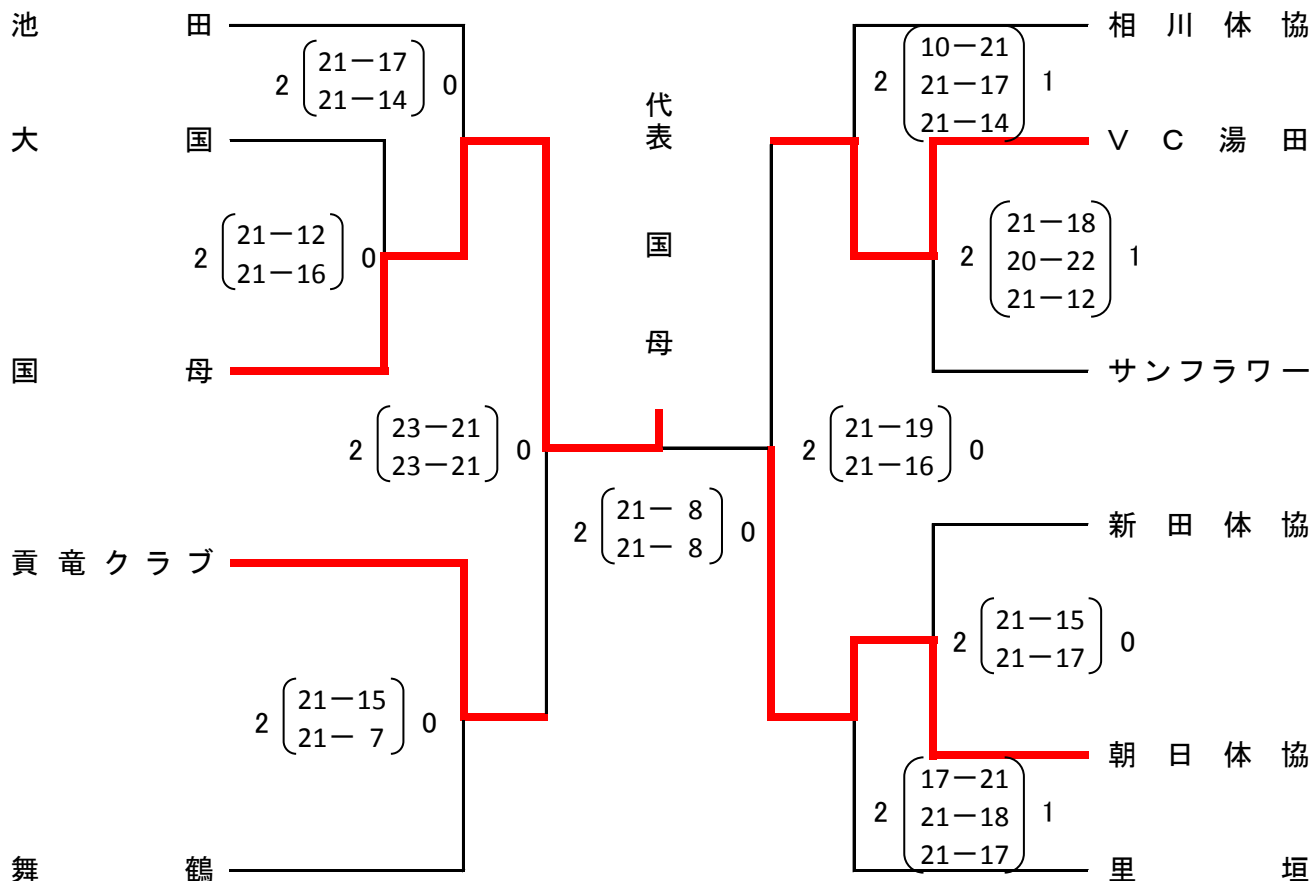 池田
2 21－17 0
21－14
大国
2 21－12 0
21－16
国母
2 23－21 0
23－21
貢竜クラブ
2 21－15 0
21－ 7
舞鶴
代表 国母
2 21－ 8 0
21－ 8
相川体協
10－21
2 21－17 1
21－14
ＶＣ湯田
21－18
2 20－22 1
21－12
サンフラワー
2 21－19 0
21－16
新田体協
2 21－15 0
21－17
朝日体協
17－21
2 21－18 1
21－17
里垣